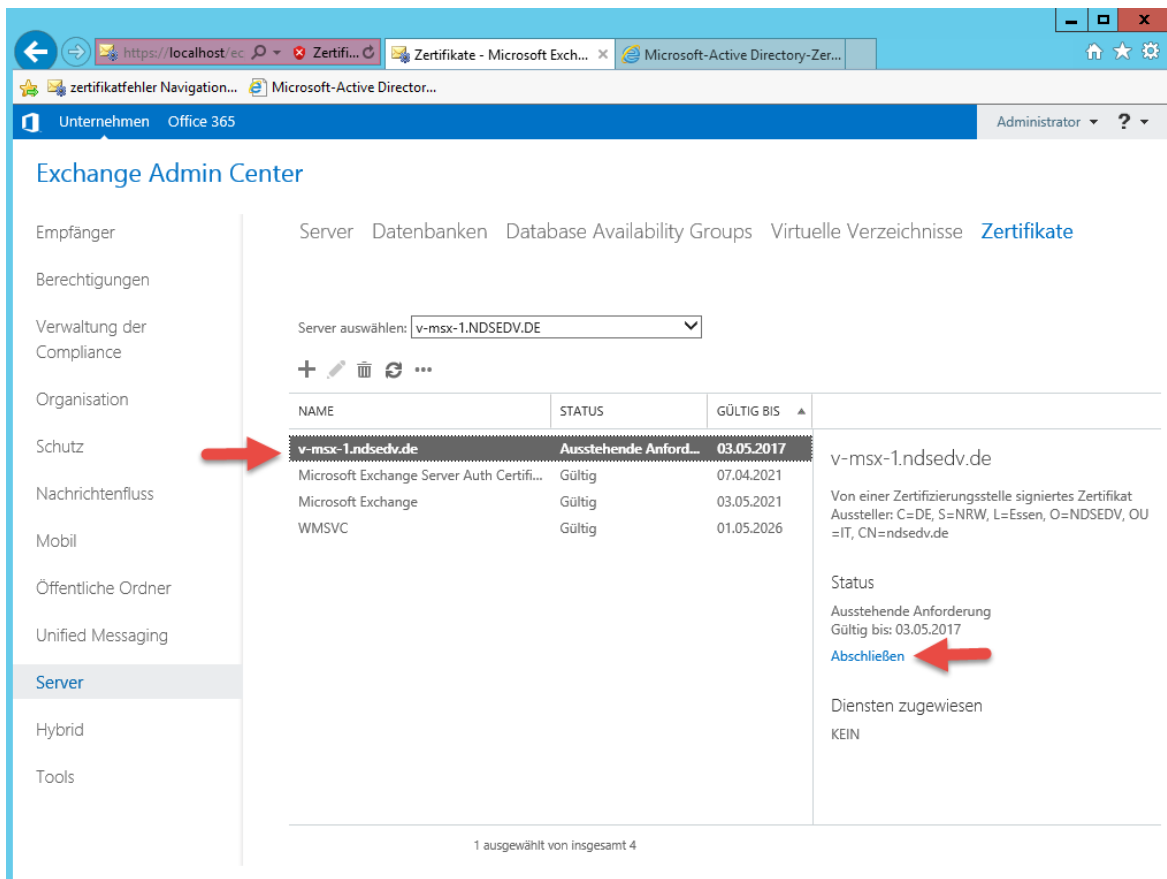 https://localhost/ec
Zertifi...
Zertifikate - Microsoft Exch...
Microsoft-Active Directory-Zer...
zertifikatfehler Navigation...
Microsoft-Active Director...
Unternehmen Office 365
Administrator ?
Exchange Admin Center
Empfänger
Berechtigungen
Verwaltung der
Compliance
Organisation
Schutz
Nachrichtenfluss
Mobil
Öffentliche Ordner
Unified Messaging
Server
Hybrid
Tools
Server Datenbanken Database Availability Groups Virtuelle Verzeichnisse Zertifikate
Server auswählen: v-msx-1.NDSEDV.DE
NAME STATUS GÜLTIG BIS
v-msx-1.ndsedv.de Ausstehende Anford... 03.05.2017
Microsoft Exchange Server Auth Certifi... Gültig 07.04.2021
Microsoft Exchange Gültig 03.05.2021
WMSVC Gültig 01.05.2026
v-msx-1.ndsedv.de
Von einer Zertifizierungsstelle signiertes Zertifikat
Aussteller: C=DE, S=NRW, L=Essen, O=NDSEDV, OU
=IT, CN=ndsedv.de
Status
Ausstehende Anforderung
Gültig bis: 03.05.2017
Abschließen
Diensten zugewiesen
KEIN
1 ausgewählt von insgesamt 4